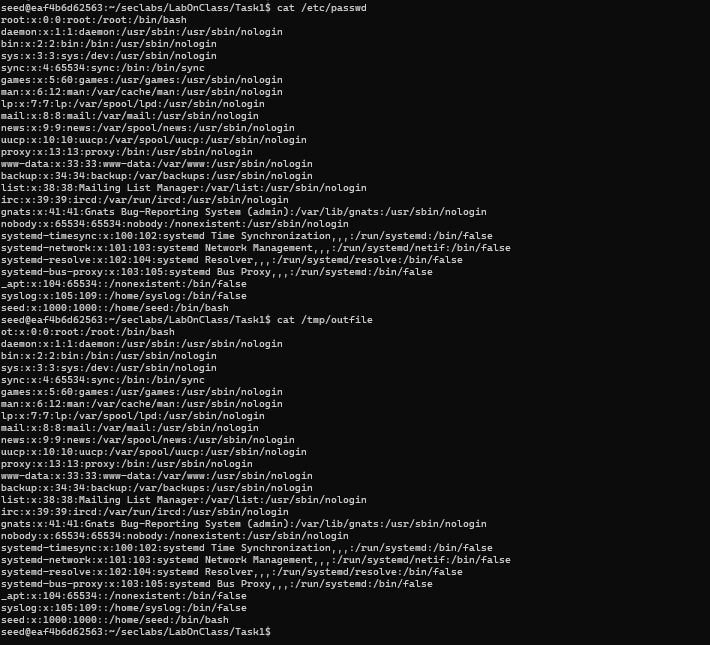 seed@eaf4b6d62563:~/seclabs/LabOnClass/Task1$ cat /etc/passwd
root:x:0:0:root:/root:/bin/bash
daemon:x:1:1:daemon:/usr/sbin:/usr/sbin/nologin
bin:x:2:2:bin:/bin:/usr/sbin/nologin
sys:x:3:3:sys:/dev:/usr/sbin/nologin
sync:x:4:65534:sync:/bin:/bin/sync
games:x:5:60:games:/usr/games:/usr/sbin/nologin
man:x:6:12:man:/var/cache/man:/usr/sbin/nologin
lp:x:7:7:lp:/var/spool/lpd:/usr/sbin/nologin
mail:x:8:8:mail:/var/mail:/usr/sbin/nologin
news:x:9:9:news:/var/spool/news:/usr/sbin/nologin
uucp:x:10:10:uucp:/var/spool/uucp:/usr/sbin/nologin
proxy:x:13:13:proxy:/bin:/usr/sbin/nologin
www-data:x:33:33:www-data:/var/www:/usr/sbin/nologin
backup:x:34:34:backup:/var/backups:/usr/sbin/nologin
list:x:38:38:Mailing List Manager:/var/list:/usr/sbin/nologin
irc:x:39:39:ircd:/var/run/ircd:/usr/sbin/nologin
gnats:x:41:41:Gnats Bug-Reporting System (admin):/var/lib/gnats:/usr/sbin/nologin
nobody:x:65534:65534:nobody:/nonexistent:/usr/sbin/nologin
systemd-timesync:x:100:102:systemd Time Synchronization,,,:/run/systemd:/bin/false
systemd-network:x:101:103:systemd Network Management,,,:/run/systemd/netif:/bin/false
systemd-resolve:x:102:104:systemd Resolver,,,:/run/systemd/resolve:/bin/false
systemd-bus-proxy:x:103:105:systemd Bus Proxy,,,:/run/systemd:/bin/false
_apt:x:104:65534::/nonexistent:/bin/false
syslog:x:105:109::/home/syslog:/bin/false
seed:x:1000:1000::/home/seed:/bin/bash
seed@eaf4b6d62563:~/seclabs/LabOnClass/Task1$ cat /tmp/outfile
ot:x:0:0:root:/root:/bin/bash
daemon:x:1:1:daemon:/usr/sbin:/usr/sbin/nologin
bin:x:2:2:bin:/bin:/usr/sbin/nologin
sys:x:3:3:sys:/dev:/usr/sbin/nologin
sync:x:4:65534:sync:/bin:/bin/sync
games:x:5:60:games:/usr/games:/usr/sbin/nologin
man:x:6:12:man:/var/cache/man:/usr/sbin/nologin
lp:x:7:7:lp:/var/spool/lpd:/usr/sbin/nologin
mail:x:8:8:mail:/var/mail:/usr/sbin/nologin
news:x:9:9:news:/var/spool/news:/usr/sbin/nologin
uucp:x:10:10:uucp:/var/spool/uucp:/usr/sbin/nologin
proxy:x:13:13:proxy:/bin:/usr/sbin/nologin
www-data:x:33:33:www-data:/var/www:/usr/sbin/nologin
backup:x:34:34:backup:/var/backups:/usr/sbin/nologin
list:x:38:38:Mailing List Manager:/var/list:/usr/sbin/nologin
irc:x:39:39:ircd:/var/run/ircd:/usr/sbin/nologin
gnats:x:41:41:Gnats Bug-Reporting System (admin):/var/lib/gnats:/usr/sbin/nologin
nobody:x:65534:65534:nobody:/nonexistent:/usr/sbin/nologin
systemd-timesync:x:100:102:systemd Time Synchronization,,,:/run/systemd:/bin/false
systemd-network:x:101:103:systemd Network Management,,,:/run/systemd/netif:/bin/false
systemd-resolve:x:102:104:systemd Resolver,,,:/run/systemd/resolve:/bin/false
systemd-bus-proxy:x:103:105:systemd Bus Proxy,,,:/run/systemd:/bin/false
_apt:x:104:65534::/nonexistent:/bin/false
syslog:x:105:109::/home/syslog:/bin/false
seed:x:1000:1000::/home/seed:/bin/bash
seed@eaf4b6d62563:~/seclabs/LabOnClass/Task1$